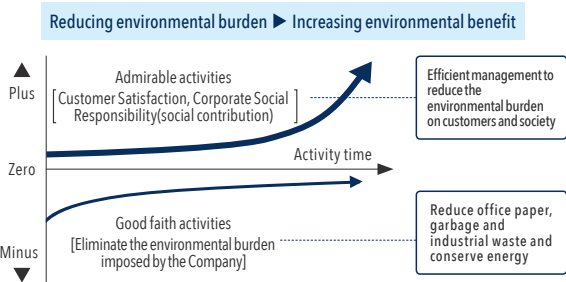 Reducing environmental burden ▶ Increasing environmental benefit
Plus
Admirable activities
[Customer Satisfaction, Corporate Social
Responsibility(social contribution)]
Efficient management to
reduce the
environmental burden
on customers and society
Zero
Activity time
Good faith activities
[Eliminate the environmental burden
imposed by the Company]
Reduce office paper,
garbage and
industrial waste and
conserve energy
Minus